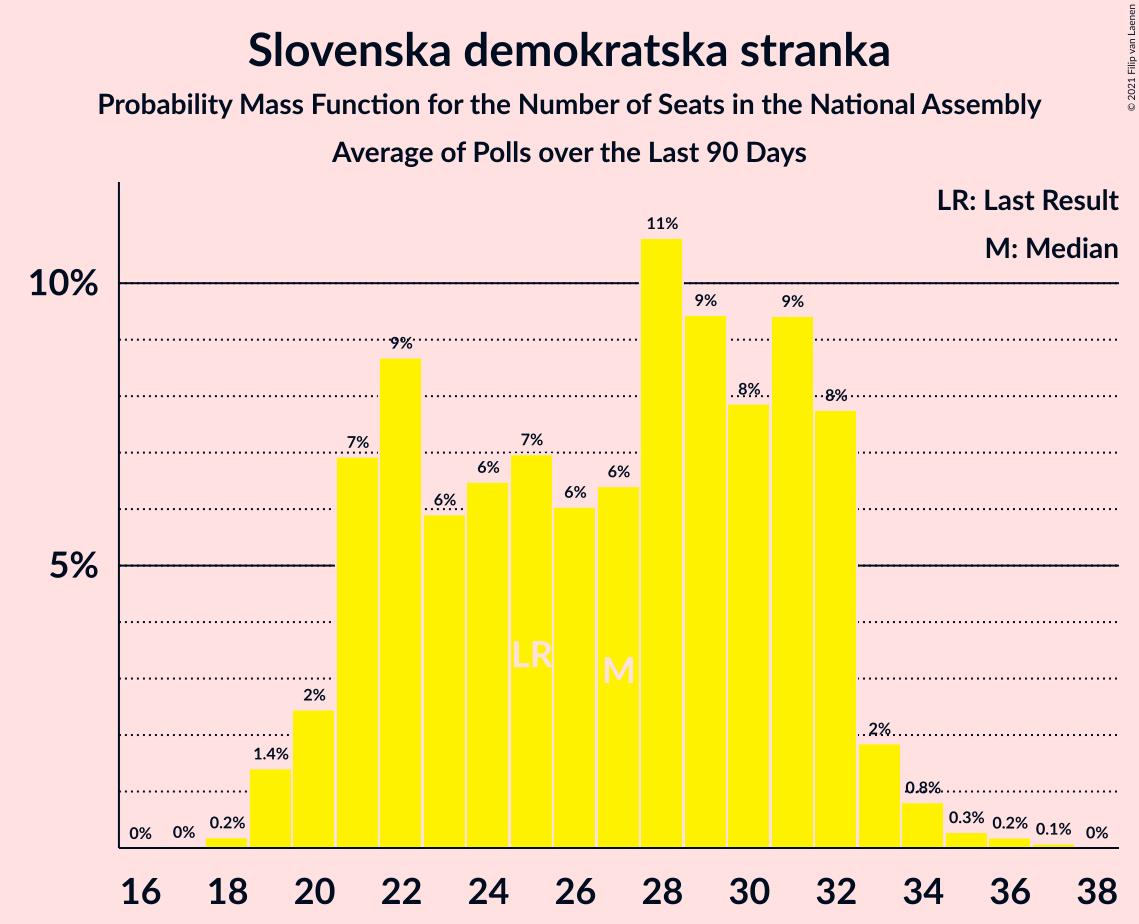 Slovenska demokratska stranka
Probability Mass Function for the Number of Seats in the National Assembly
Average of Polls over the Last 90 Days
© 2021 Filip van Laenen
LR: Last Result
M: Median
10%
5%
0% 0% 0.2% 1.4% 2% 7% 9% 6% 6% 7% 6% 6% 11% 9% 8% 9% 8% 2% 0.8% 0.3% 0.2% 0.1% 0%
LR M
16 18 20 22 24 26 28 30 32 34 36 38